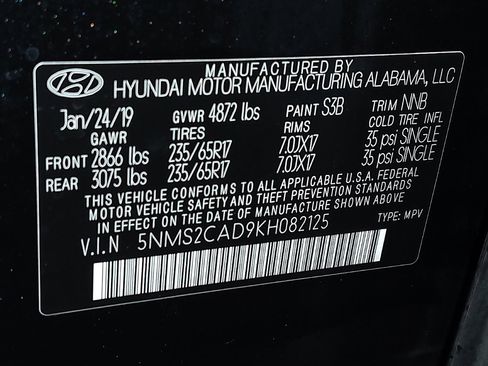 MANUFACTURED BY
HYUNDAI MOTOR MANUFACTURING ALABAMA, LLC
Jan/24/19 GVWR 4872 lbs PAINT S3B TRIM NNB
GAWR TIRES RIMS COLD TIRE INFL
FRONT 2866 lbs 235/65R17 7.0JX17 35 psi SINGLE
REAR 3075 lbs 235/65R17 7.0JX17 35 psi SINGLE
THIS VEHICLE CONFORMS TO ALL APPLICABLE U.S.A. FEDERAL
MOTOR VEHICLE SAFETY AND THEFT PREVENTION STANDARDS
IN EFFECT ON THE DATE OF MANUFACTURE SHOWN ABOVE.
V.I.N 5NMS2CAD9KH082125 TYPE: MPV